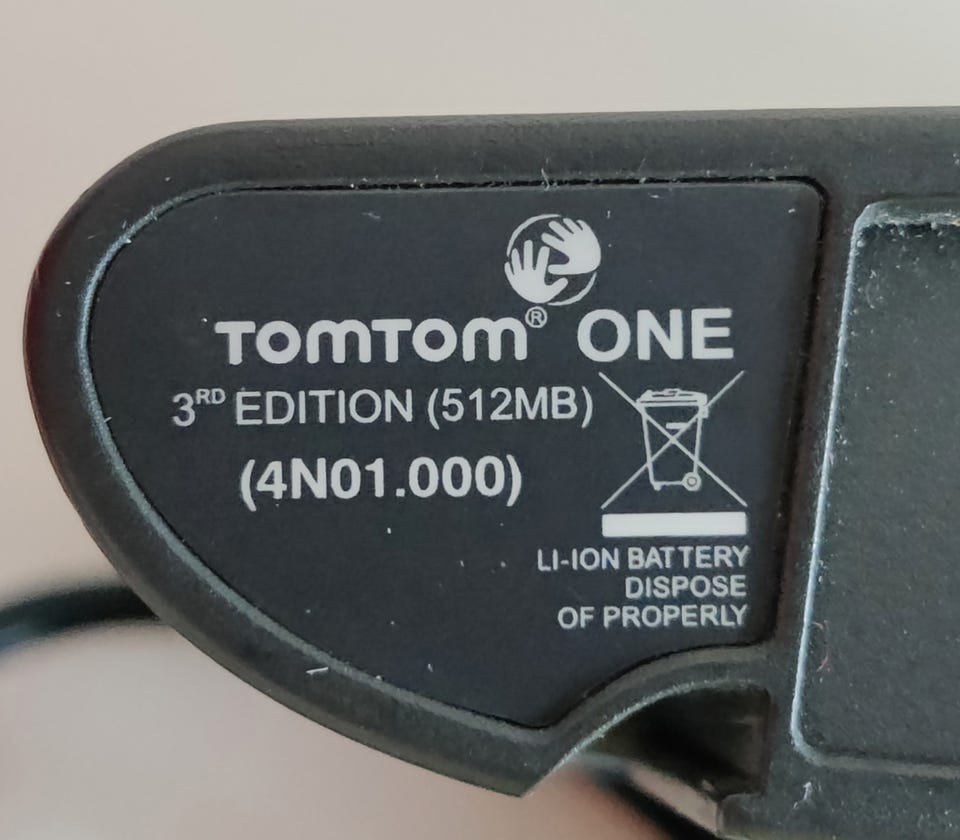 TOMTOM® ONE
3RD EDITION (512MB)
(4N01.000)
LI-ION BATTERY
DISPOSE
OF PROPERLY